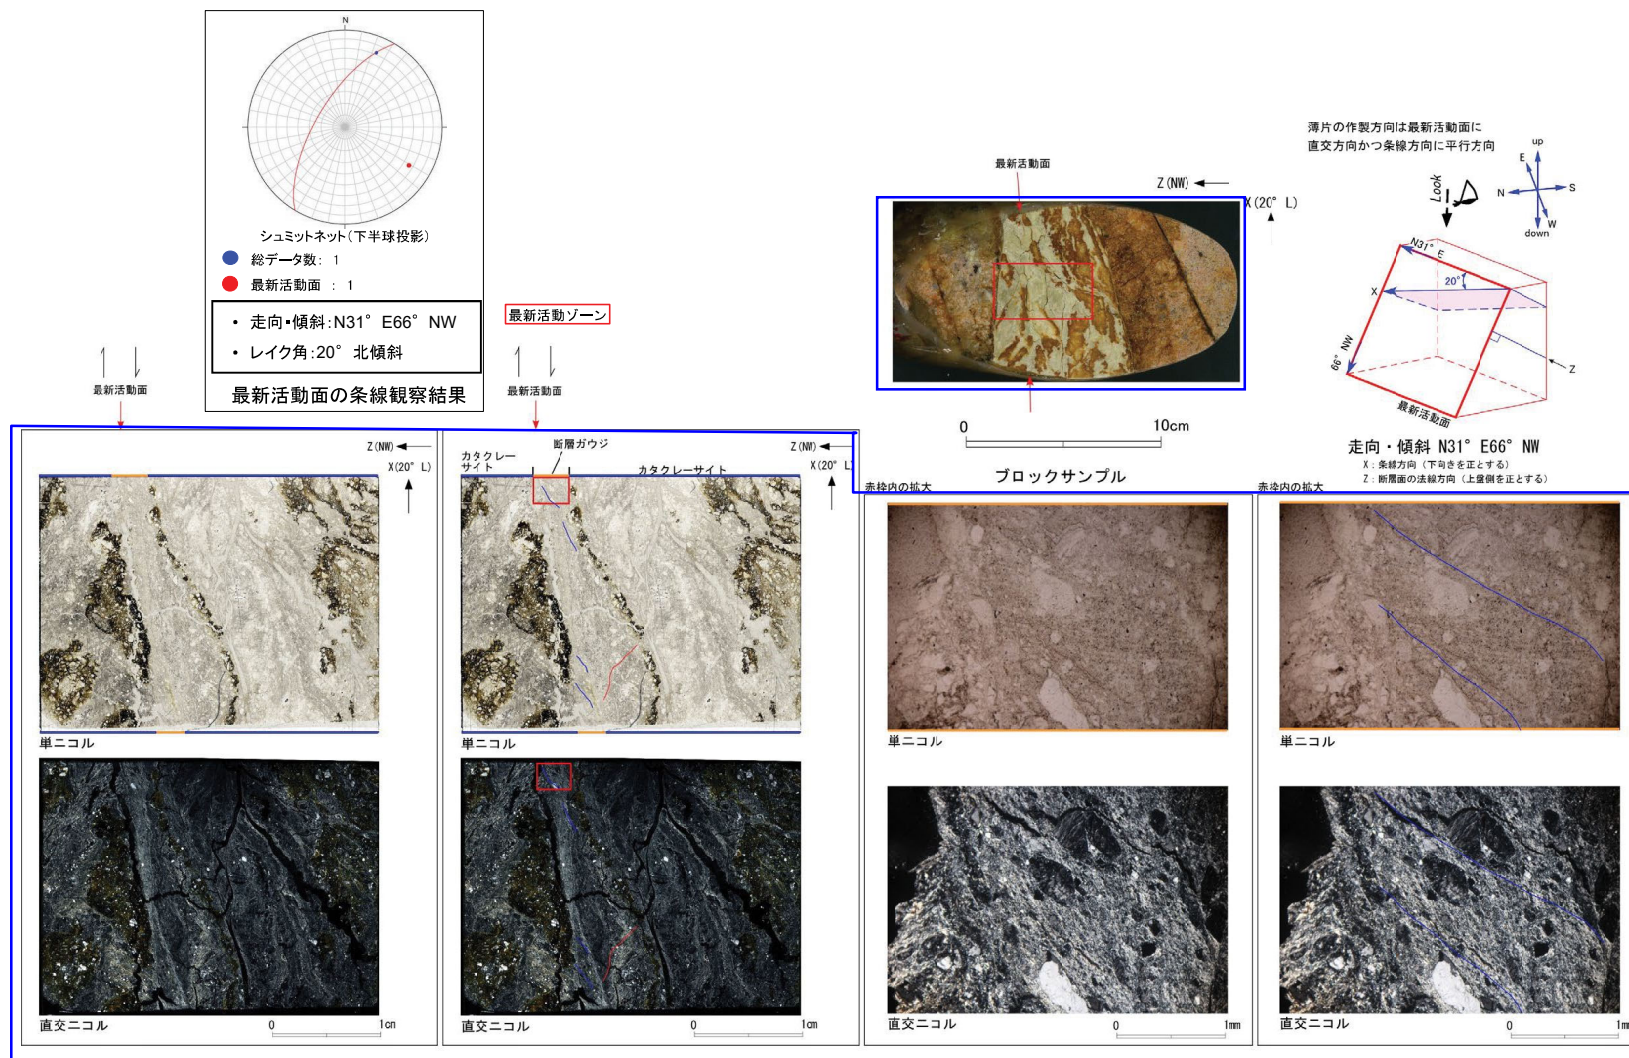 N
シュミットネット(下半球投影)
総データ数: 1
最新活動面 : 1
・ 走向・傾斜:N31° E66° NW
・ レイク角:20° 北傾斜
最新活動面の条線観察結果
最新活動ゾーン
最新活動面
最新活動面
Z(NW)
X(20° L)
単ニコル
直交ニコル
0 1cm
カタクレーサイト
断層ガウジ
カタクレーサイト
Z(NW)
X(20° L)
単ニコル
直交ニコル
0 1cm
最新活動面
Z(NW)
X(20° L)
0 10cm
ブロックサンプル
薄片の作製方向は最新活動面に
直交方向かつ条線方向に平行方向
up
E
N
S
W
down
Look
N31° E
20°
X
66° NW
Z
最新活動面
走向・傾斜 N31° E66° NW
X:条線方向(下向きを正とする)
Z:断層面の法線方向(上盤側を正とする)
赤枠内の拡大
単ニコル
直交ニコル
0 1mm
赤枠内の拡大
単ニコル
直交ニコル
0 1mm